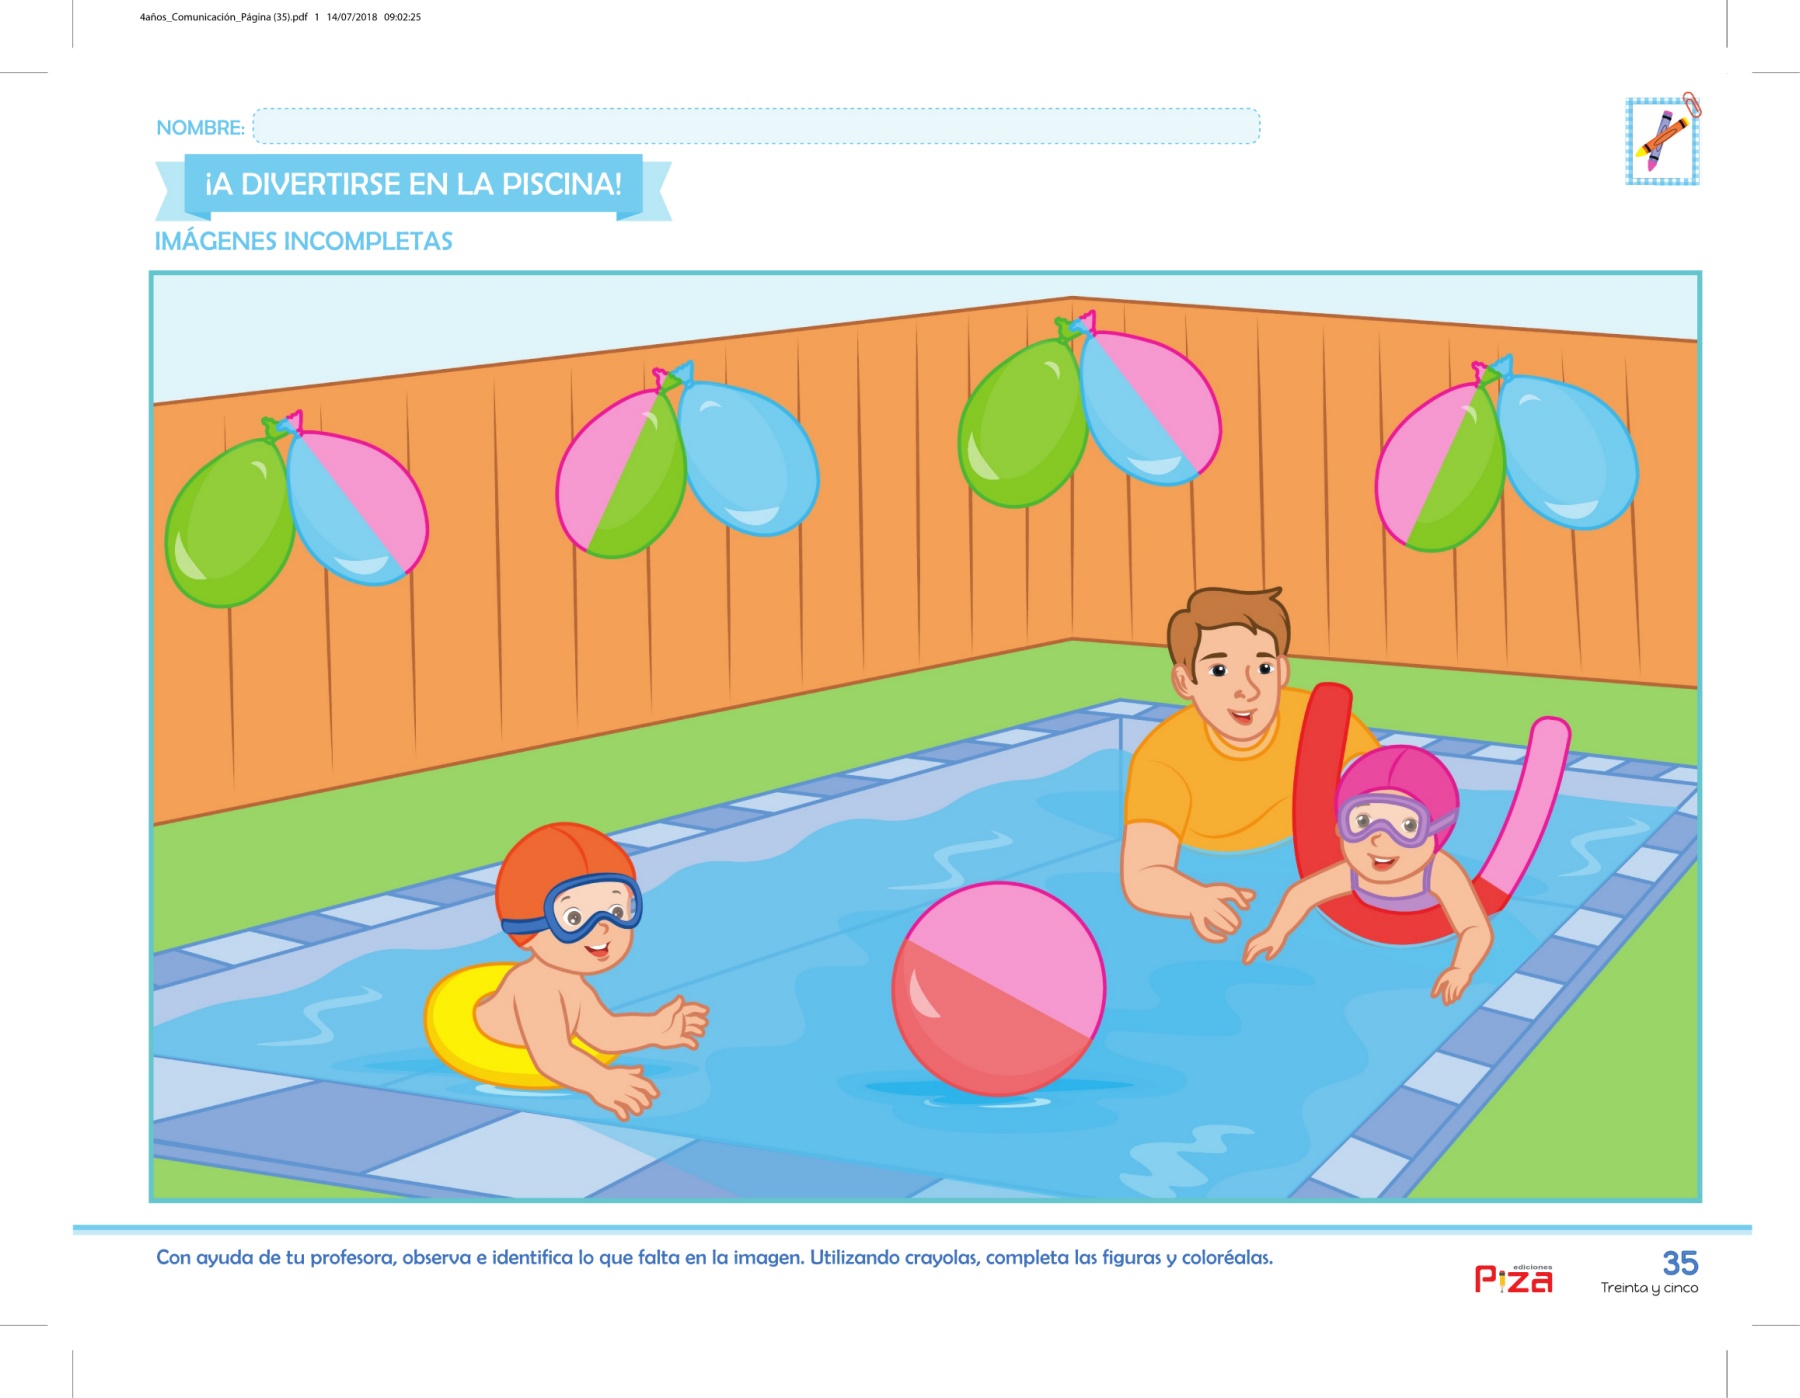 4años_Comunicación_Página (35).pdf 1 14/07/2018 09:02:25
NOMBRE:
¡A DIVERTIRSE EN LA PISCINA!
IMÁGENES INCOMPLETAS
Con ayuda de tu profesora, observa e identifica lo que falta en la imagen. Utilizando crayolas, completa las figuras y coloréalas.
ediciones
Piza
35
Treinta y cinco